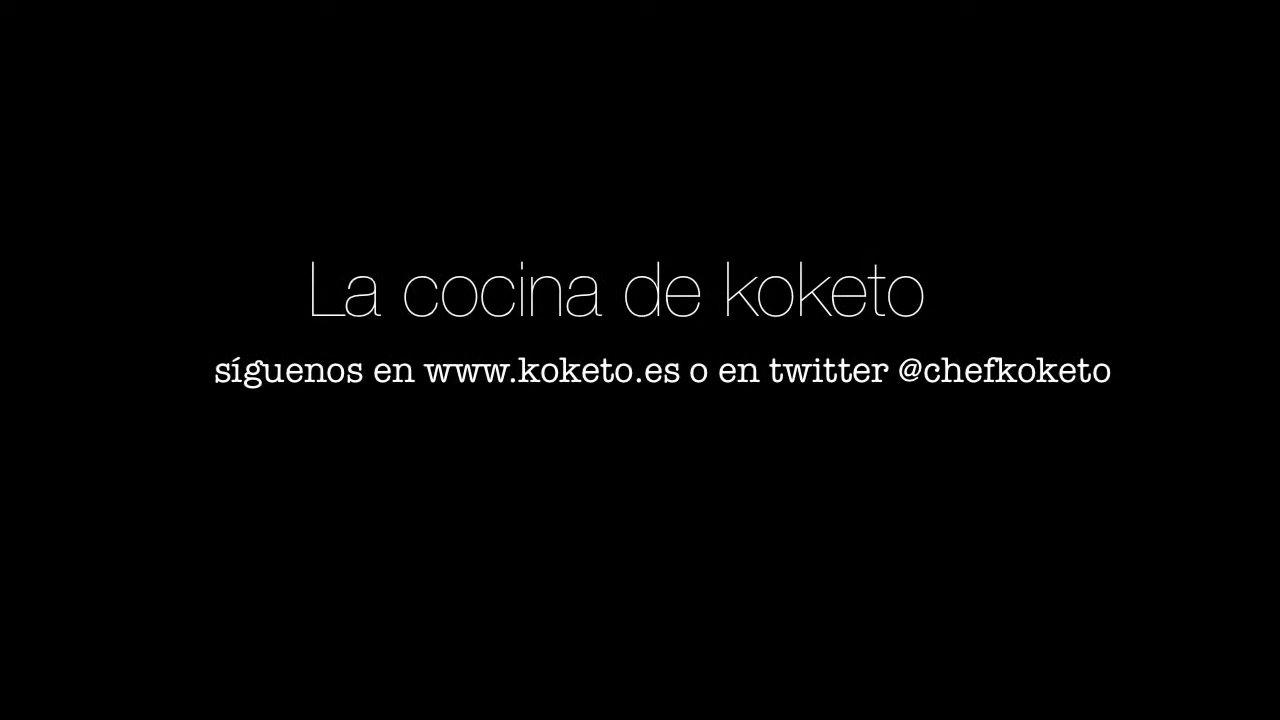 La cocina de koketo
síguenos en www.koketo.es o en twitter @chefkoketo